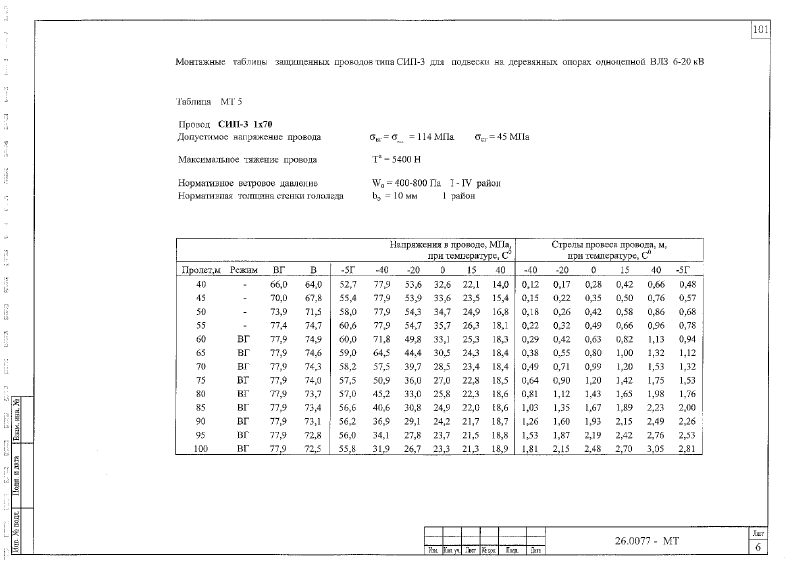 101
Монтажные таблицы защищенных проводов типа СИП-3 для подвески на деревянных опорах одноцепной ВЛЗ 6-20 кВ
Таблица МТ 5
Провод СИП-3 1х70
Допустимое напряжение провода = 114 МПа = 45 МПа
Максимальное тяжение провода = 5400 Н
Нормативное ветровое давление W₀ = 400-800 Па I - IV район
Нормативная толщина стенки гололеда = 10 мм 1 район
Напряжения в проводе, МПа, Стрелы провеса провода, м,
при температуре, С⁰ при температуре, С⁰
Пролет,м Режим ВГ В -5Г -40 -20 0 15 40 -40 -20 0 15 40 -5Г
40 - 66,0 64,0 52,7 77,9 53,6 32,6 22,1 14,0 0,12 0,17 0,28 0,42 0,66 0,48
45 - 70,0 67,8 55,4 77,9 53,9 33,6 23,5 15,4 0,15 0,22 0,35 0,50 0,76 0,57
50 - 73,9 71,5 58,0 77,9 54,3 34,7 24,9 16,8 0,18 0,26 0,42 0,58 0,86 0,68
55 - 77,4 74,7 60,6 77,9 54,7 35,7 26,3 18,1 0,22 0,32 0,49 0,66 0,96 0,78
60 ВГ 77,9 74,9 60,0 71,8 49,8 33,1 25,3 18,3 0,29 0,42 0,63 0,82 1,13 0,94
65 ВГ 77,9 74,6 59,0 64,5 44,4 30,5 24,3 18,4 0,38 0,55 0,80 1,00 1,32 1,12
70 ВГ 77,9 74,3 58,2 57,5 39,7 28,5 23,4 18,4 0,49 0,71 0,99 1,20 1,53 1,32
75 ВГ 77,9 74,0 57,5 50,9 36,0 27,0 22,8 18,5 0,64 0,90 1,20 1,42 1,75 1,53
80 ВГ 77,9 73,7 57,0 45,2 33,0 25,8 22,3 18,6 0,81 1,12 1,43 1,65 1,98 1,76
85 ВГ 77,9 73,4 56,6 40,6 30,8 24,9 22,0 18,6 1,03 1,35 1,67 1,89 2,23 2,00
90 ВГ 77,9 73,1 56,2 36,9 29,1 24,2 21,7 18,7 1,26 1,60 1,93 2,15 2,49 2,26
95 ВГ 77,9 72,8 56,0 34,1 27,8 23,7 21,5 18,8 1,53 1,87 2,19 2,42 2,76 2,53
100 ВГ 77,9 72,5 55,8 31,9 26,7 23,3 21,3 18,9 1,81 2,15 2,48 2,70 3,05 2,81
Взам. инв. №
Подп. и дата
Инв. № подл.
26.0077 - МТ
Лист
6
Изм. Кол.уч. Лист №док. Подп. Дата